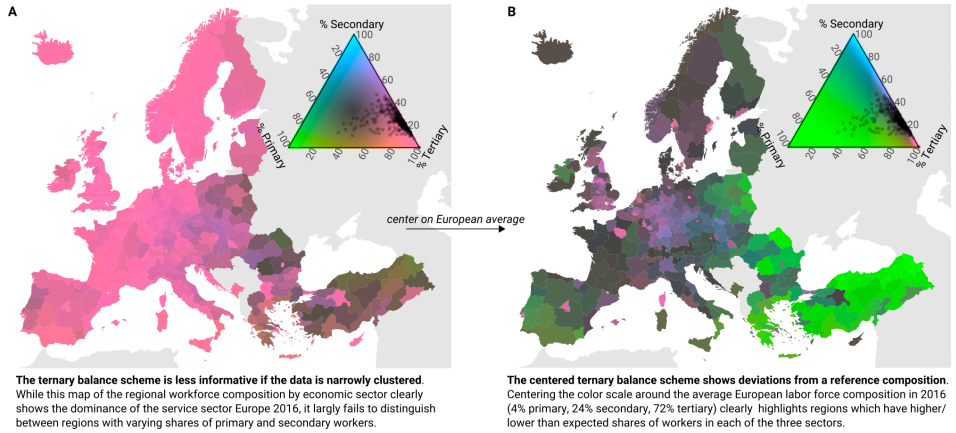 A
% Secondary
100
20
80
40
60
60
40
80
20
100
% Primary
20
40
60
80
100
% Tertiary
center on European average
B
% Secondary
100
20
80
40
60
60
40
80
20
100
% Primary
20
40
60
80
100
% Tertiary
The ternary balance scheme is less informative if the data is narrowly clustered.
While this map of the regional workforce composition by economic sector clearly
shows the dominance of the service sector Europe 2016, it largely fails to distinguish
between regions with varying shares of primary and secondary workers.
The centered ternary balance scheme shows deviations from a reference composition.
Centering the color scale around the average European labor force composition in 2016
(4% primary, 24% secondary, 72% tertiary) clearly highlights regions which have higher/
lower than expected shares of workers in each of the three sectors.